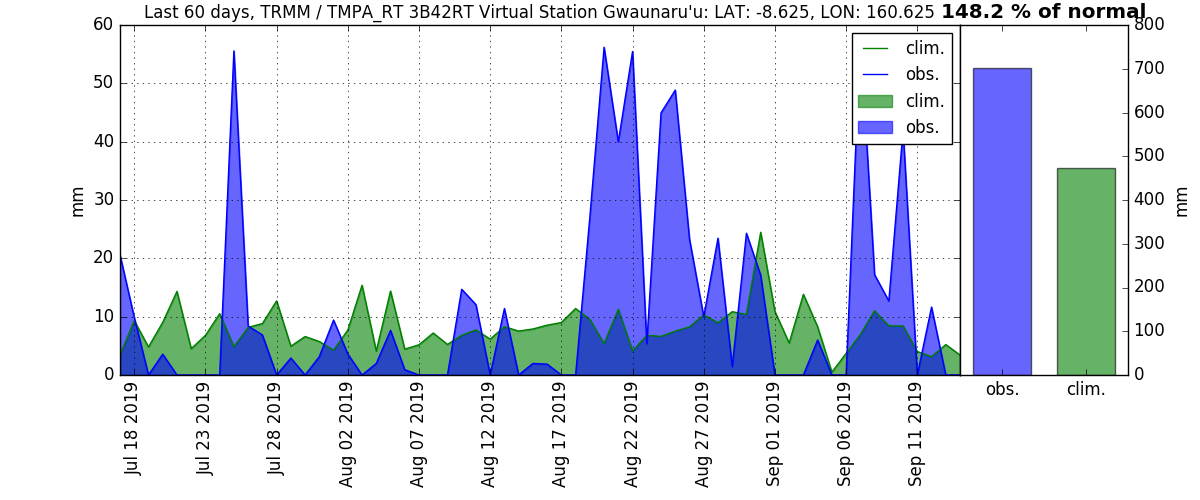 Last 60 days, TRMM / TMPA_RT 3B42RT Virtual Station Gwaunaru'u: LAT: -8.625, LON: 160.625 148.2 % of normal
60
50
40
30
20
10
0
mm
clim.
obs.
clim.
obs.
800
700
600
500
400
300
200
100
0
mm
Jul 18 2019
Jul 23 2019
Jul 28 2019
Aug 02 2019
Aug 07 2019
Aug 12 2019
Aug 17 2019
Aug 22 2019
Aug 27 2019
Sep 01 2019
Sep 06 2019
Sep 11 2019
obs.
clim.